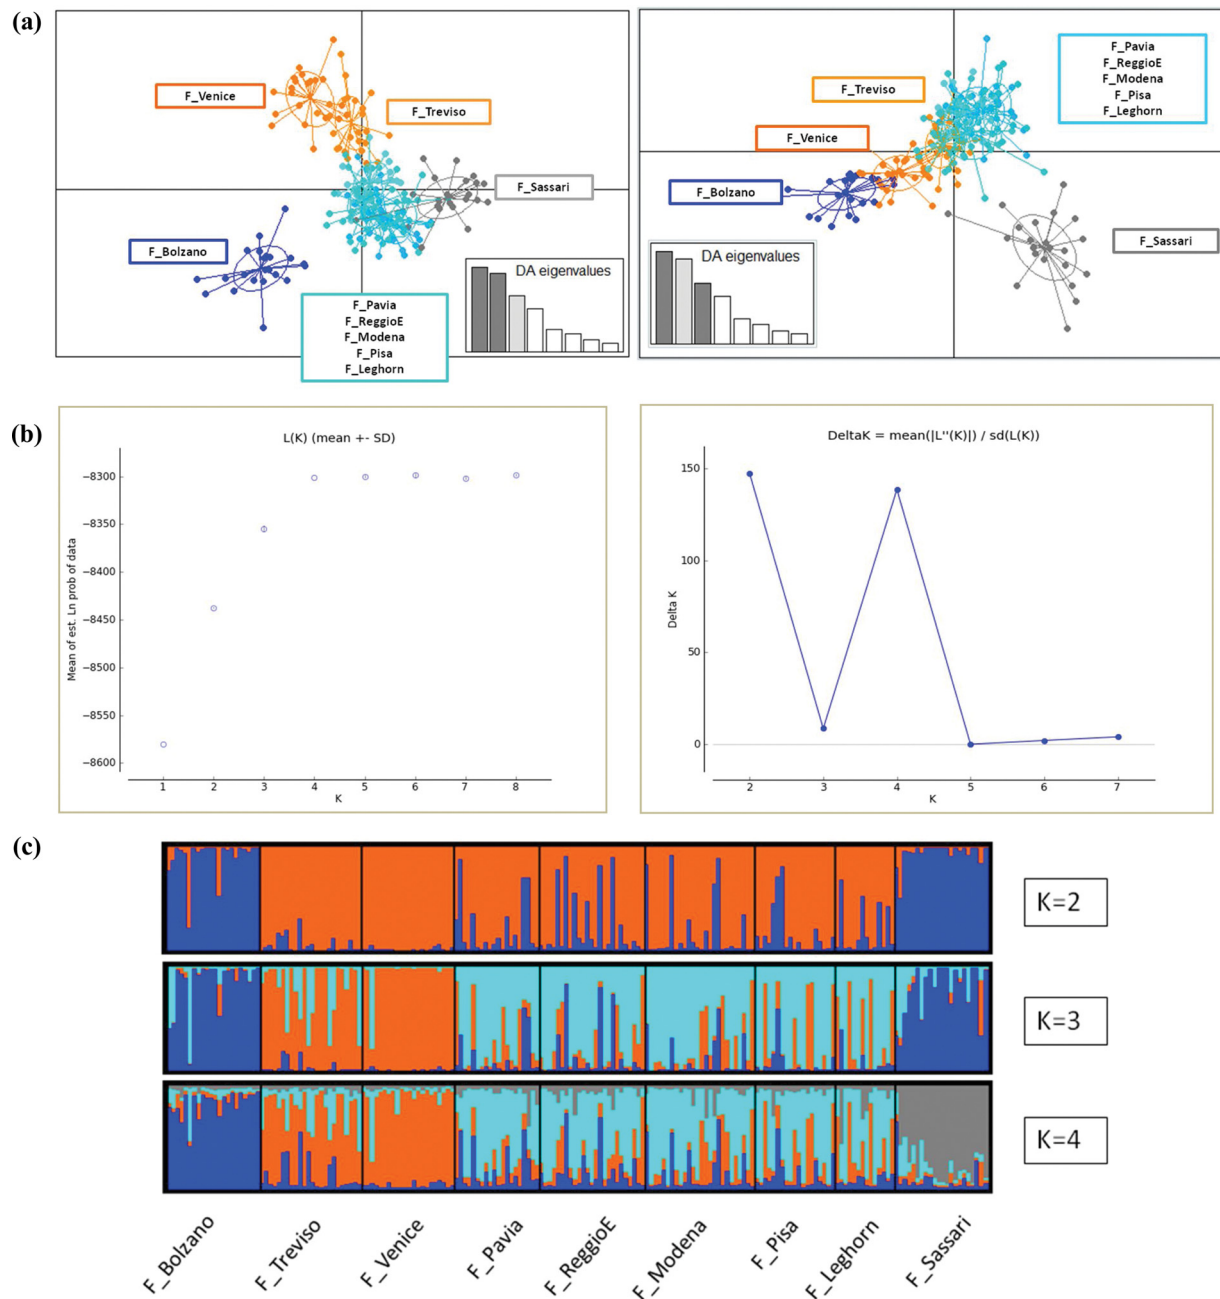 (a)
F_Venice
F_Treviso
F_Sassari
F_Bolzano
DA eigenvalues
F_Pavia
F_ReggioE
F_Modena
F_Pisa
F_Leghorn
F_Pavia
F_ReggioE
F_Modena
F_Pisa
F_Leghorn
F_Treviso
F_Venice
F_Bolzano
F_Sassari
DA eigenvalues
(b)
L(K) (mean +- SD)
Mean of est. Ln prob of data
−8300
−8350
−8400
−8450
−8500
−8550
−8600
1 2 3 4 5 6 7 8
K
DeltaK = mean(|L''(K)|) / sd(L(K))
Delta K
150
100
50
0
2 3 4 5 6 7
K
(c)
K=2
K=3
K=4
F_Bolzano
F_Treviso
F_Venice
F_Pavia
F_ReggioE
F_Modena
F_Pisa
F_Leghorn
F_Sassari